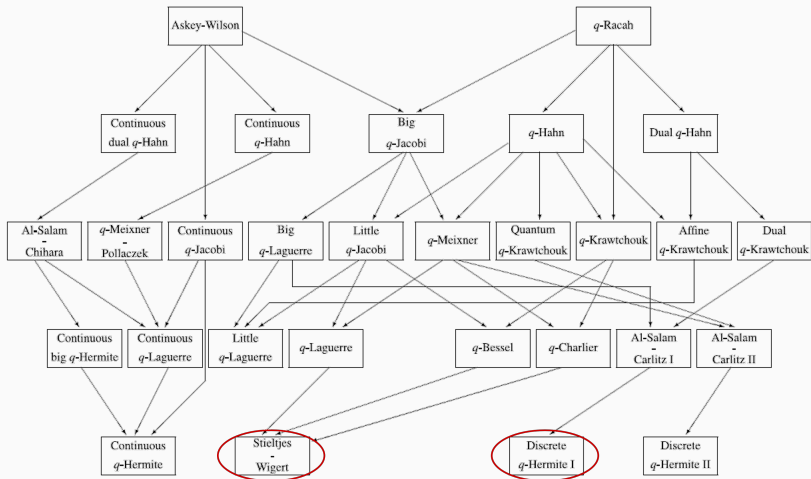 Askey-Wilson
q-Racah
Continuous
dual q-Hahn
Continuous
q-Hahn
Big
q-Jacobi
q-Hahn
Dual q-Hahn
Al-Salam
-
Chihara
q-Meixner
-
Pollaczek
Continuous
q-Jacobi
Big
q-Laguerre
Little
q-Jacobi
q-Meixner
Quantum
q-Krawtchouk
q-Krawtchouk
Affine
q-Krawtchouk
Dual
q-Krawtchouk
Continuous
big q-Hermite
Continuous
q-Laguerre
Little
q-Laguerre
q-Laguerre
q-Bessel
q-Charlier
Al-Salam
-
Carlitz I
Al-Salam
-
Carlitz II
Continuous
q-Hermite
Stieltjes
-
Wigert
Discrete
q-Hermite I
Discrete
q-Hermite II